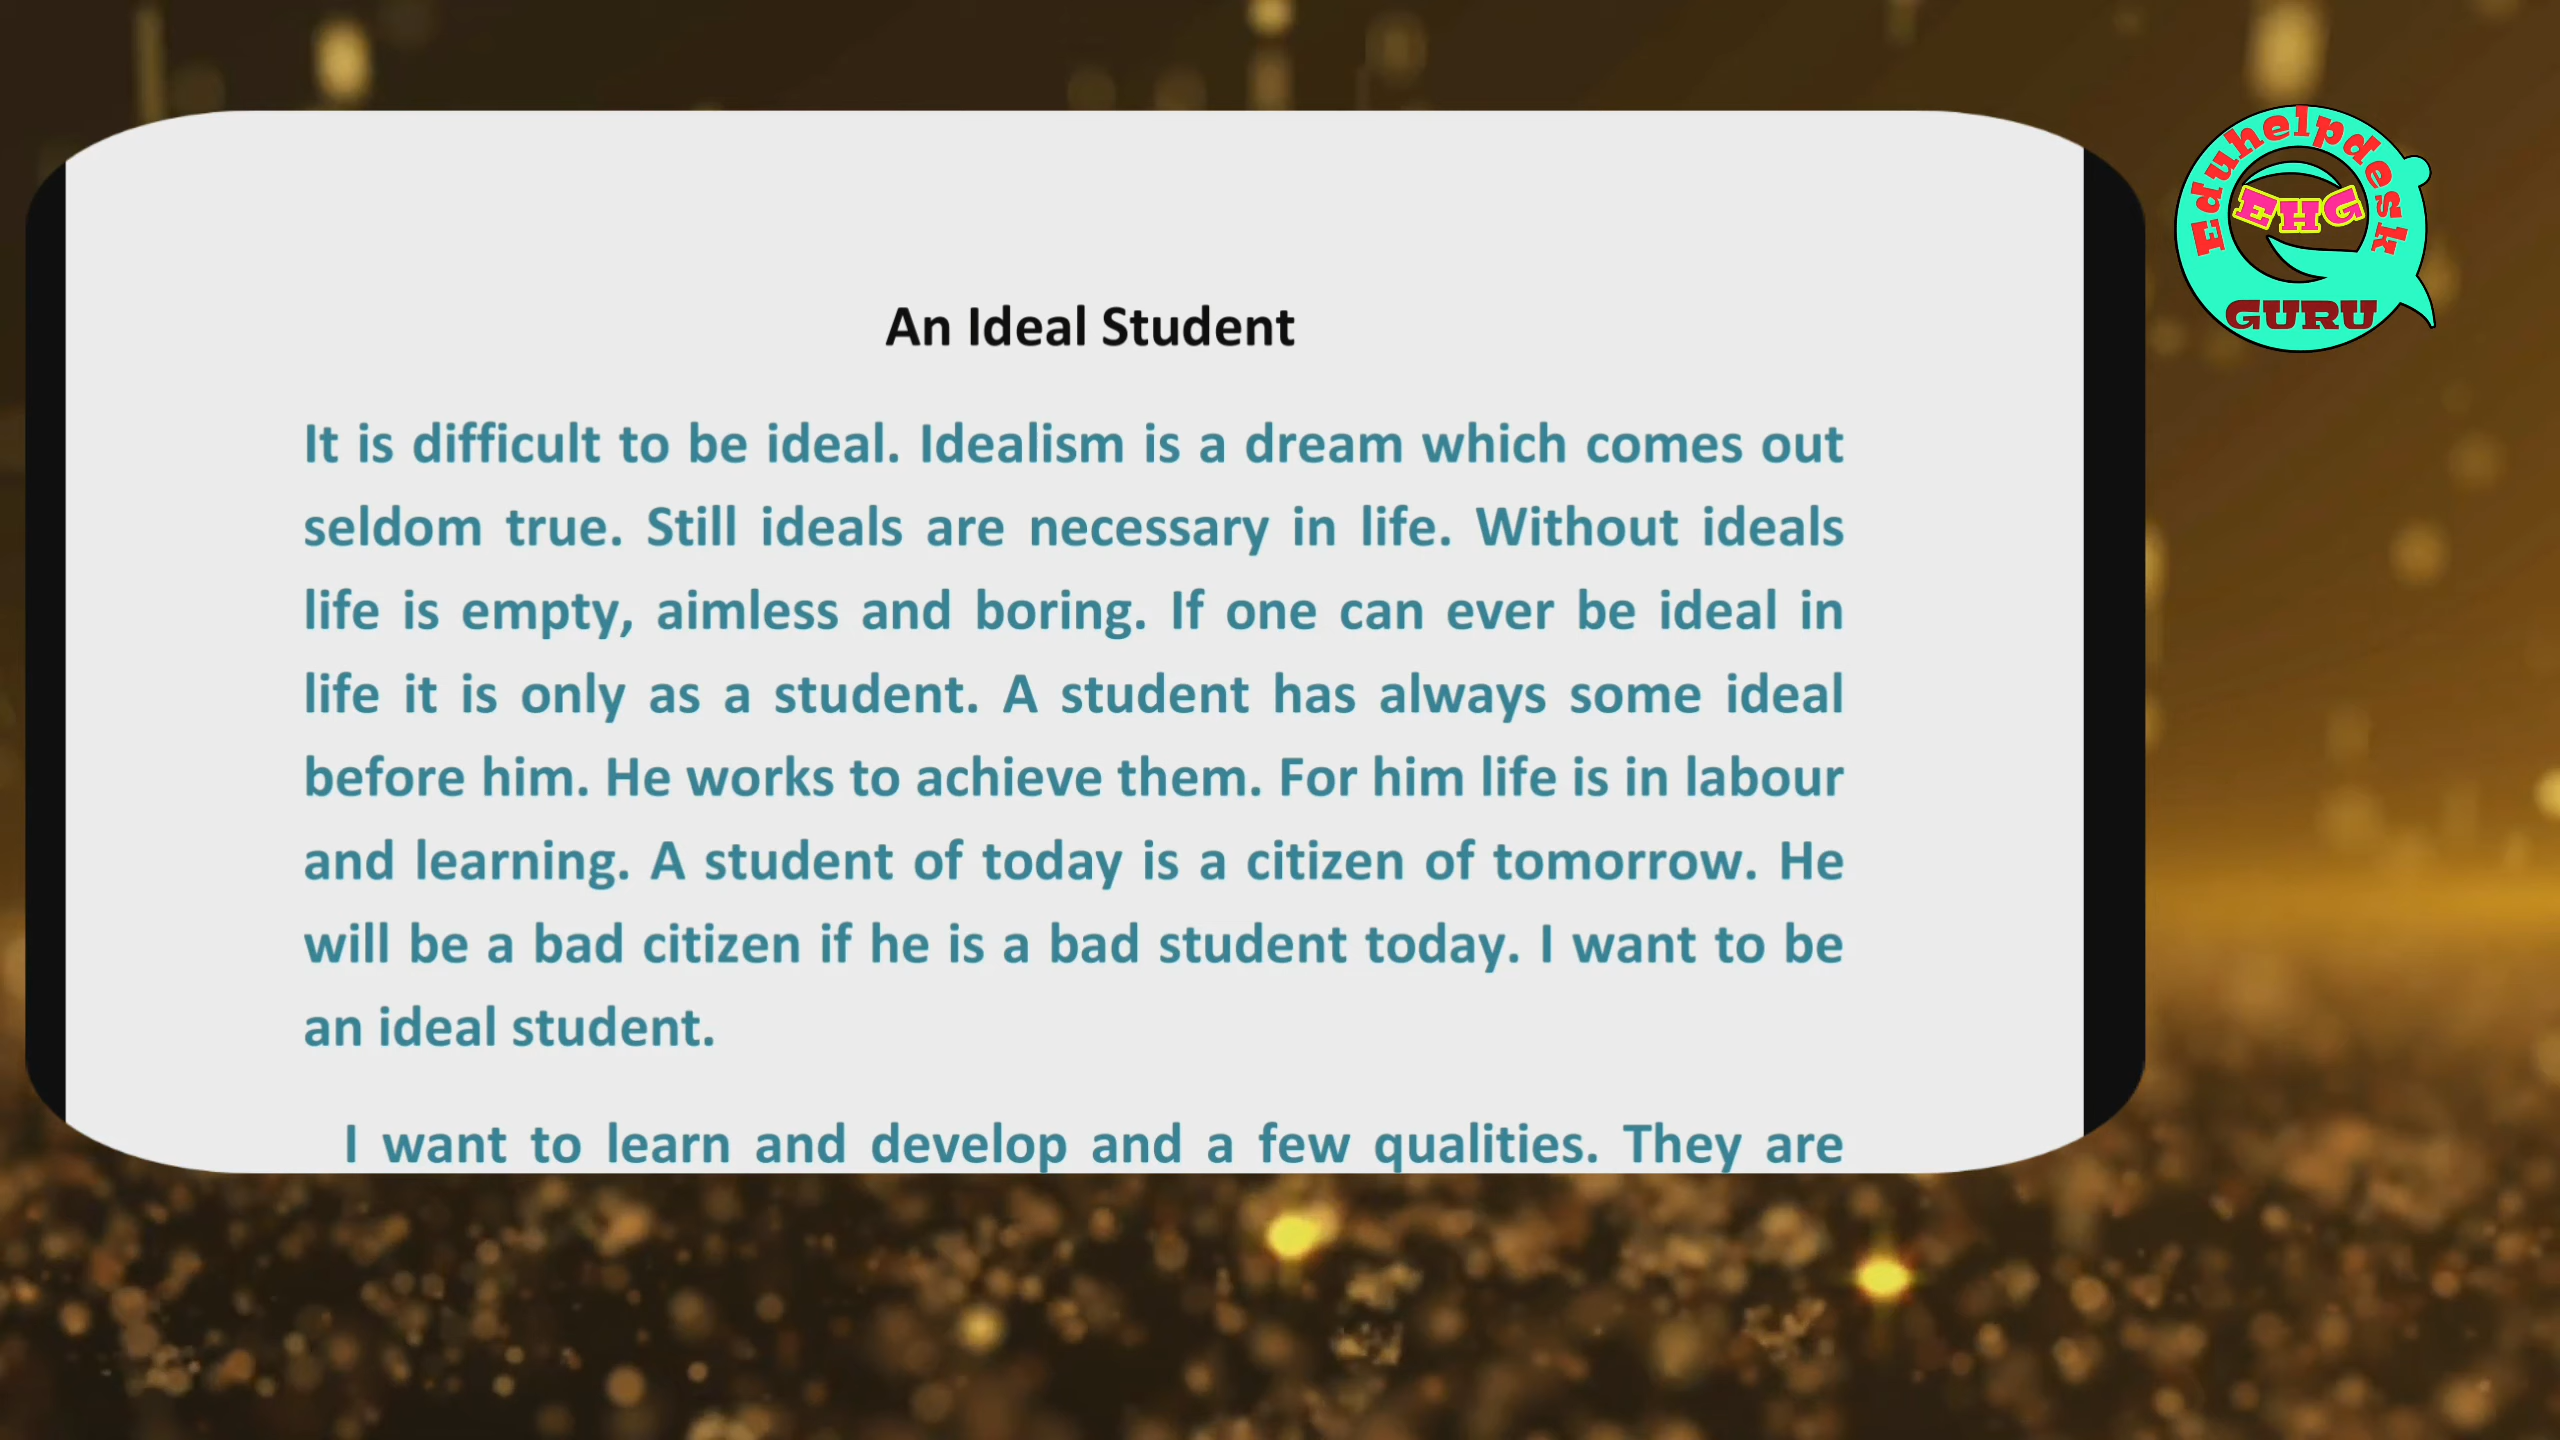 An Ideal Student
It is difficult to be ideal. Idealism is a dream which comes out
seldom true. Still ideals are necessary in life. Without ideals
life is empty, aimless and boring. If one can ever be ideal in
life it is only as a student. A student has always some ideal
before him. He works to achieve them. For him life is in labour
and learning. A student of today is a citizen of tomorrow. He
will be a bad citizen if he is a bad student today. I want to be
an ideal student.
I want to learn and develop and a few qualities. They are
Eduhelpdesk
EHG
GURU